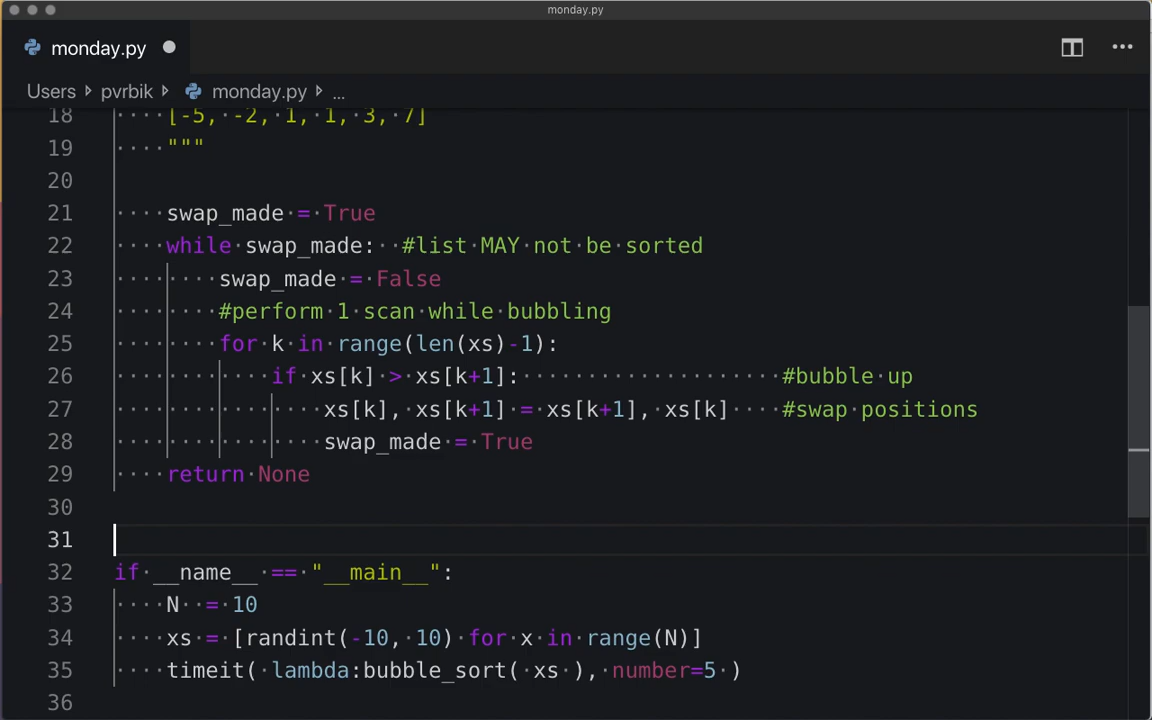 monday.py
monday.py
Users pvrbik monday.py ...
18 [-5, -2, 1, 1, 3, 7]
19 """
20
21 swap_made = True
22 while swap_made: #list MAY not be sorted
23 swap_made = False
24 #perform 1 scan while bubbling
25 for k in range(len(xs)-1):
26 if xs[k] > xs[k+1]: #bubble up
27 xs[k], xs[k+1] = xs[k+1], xs[k] #swap positions
28 swap_made = True
29 return None
30
31
32 if __name__ == "__main__":
33 N = 10
34 xs = [randint(-10, 10) for x in range(N)]
35 timeit( lambda:bubble_sort( xs ), number=5 )
36